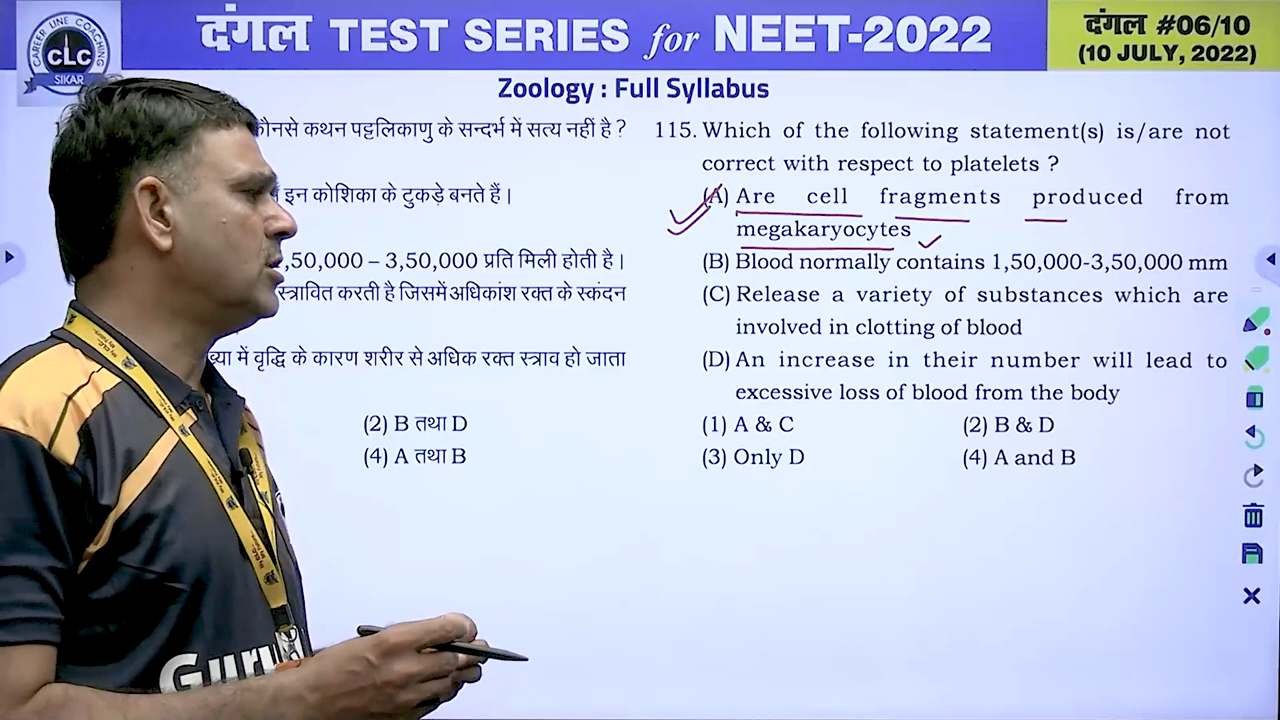 CAREER LINE COACHING
CLC
SIKAR
दंगल TEST SERIES for NEET-2022
दंगल #06/10
(10 JULY, 2022)
Zoology : Full Syllabus
कौनसे कथन पट्टलिकाणु के सन्दर्भ में सत्य नहीं है ?
इन कोशिका के टुकड़े बनते हैं।
,50,000 – 3,50,000 प्रति मिली होती है।
स्त्रावित करती है जिसमें अधिकांश रक्त के स्कंदन
में वृद्धि के कारण शरीर से अधिक रक्त स्त्राव हो जाता
(2) B तथा D
(4) A तथा B
115. Which of the following statement(s) is/are not
correct with respect to platelets ?
(A) Are cell fragments produced from
megakaryocytes
(B) Blood normally contains 1,50,000-3,50,000 mm
(C) Release a variety of substances which are
involved in clotting of blood
(D) An increase in their number will lead to
excessive loss of blood from the body
(1) A & C (2) B & D
(3) Only D (4) A and B
Guru